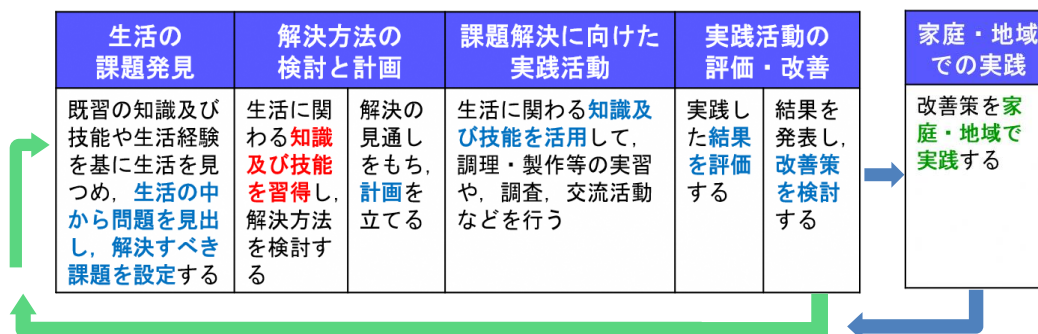 生活の
課題発見
解決方法の
検討と計画
課題解決に向けた
実践活動
実践活動の
評価・改善
家庭・地域
での実践
既習の知識及び
技能や生活経験
を基に生活を見
つめ，生活の中
から問題を見出
し，解決すべき
課題を設定する
生活に関
わる知識
及び技能
を習得し，
解決方法
を検討す
る
解決の
見通し
をもち，
計画を
立てる
生活に関わる知識及
び技能を活用して，
調理・製作等の実習
や，調査，交流活動
などを行う
実践し
た結果
を評価
する
結果を
発表し，
改善策
を検討
する
改善策を家
庭・地域で
実践する